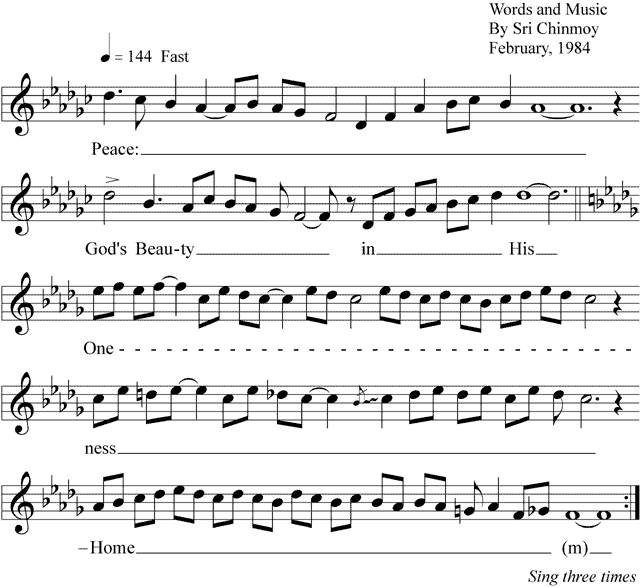 Words and Music
By Sri Chinmoy
February, 1984
= 144 Fast
Peace:
God's Beau-ty in His
One - - - - - - - - - - - - - - - - - - - - - - - - - - - - - - - -
ness
–Home (m)
Sing three times